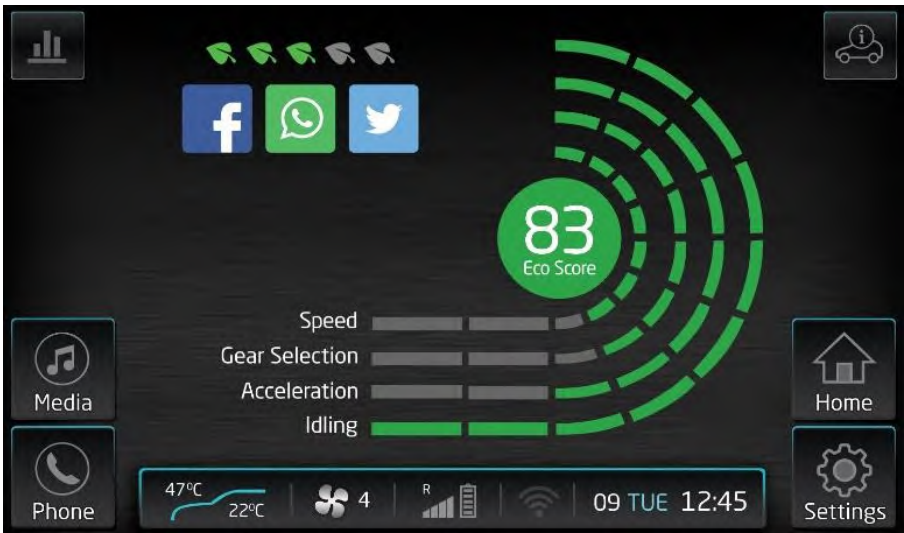 83
Eco Score
Speed
Gear Selection
Acceleration
Idling
Media
Home
Phone
Settings
47°C
22°C
4
R
09 TUE 12:45
i
f